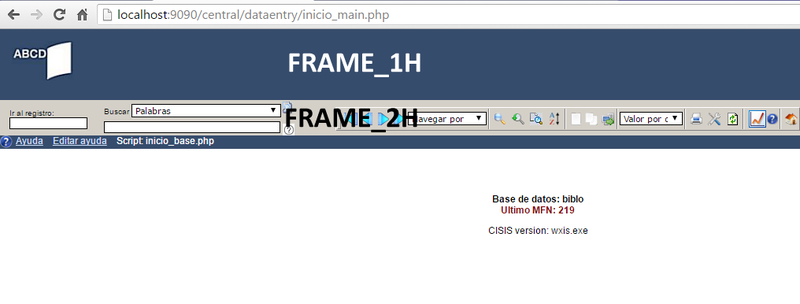 localhost:9090/central/dataentry/inicio_main.php
ABCD
FRAME_1H
Ir al registro:
Buscar Palabras
FRAME_2H
avegar por
Valor por
Ayuda Editar ayuda Script: inicio_base.php
Base de datos: biblo
Ultimo MFN: 219
CISIS version: wxis.exe